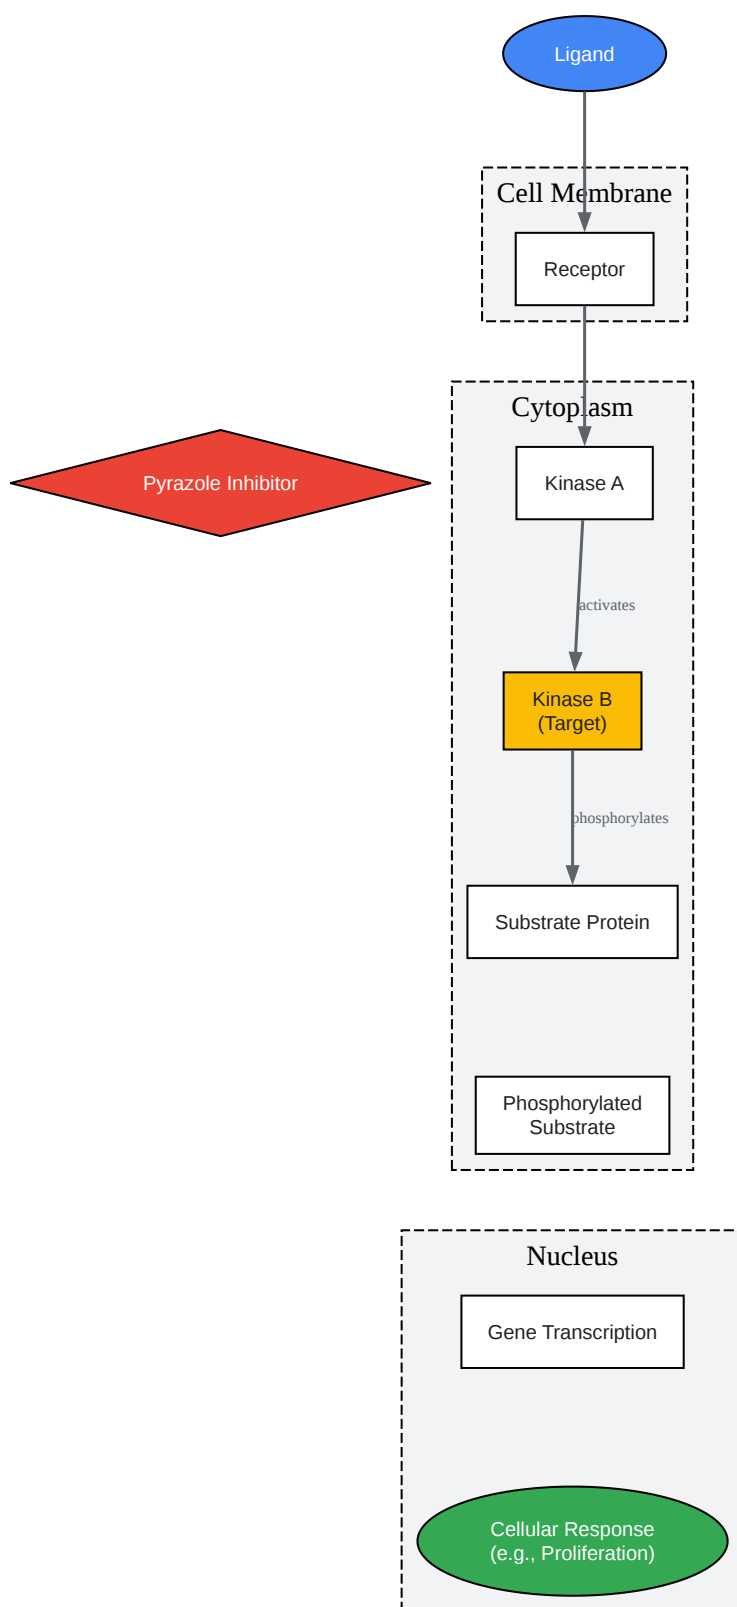 Ligand
Cell Membrane
Receptor
Cytoplasm
Pyrazole Inhibitor
Kinase A
activates
Kinase B
(Target)
phosphorylates
Substrate Protein
Phosphorylated
Substrate
Nucleus
Gene Transcription
Cellular Response
(e.g., Proliferation)